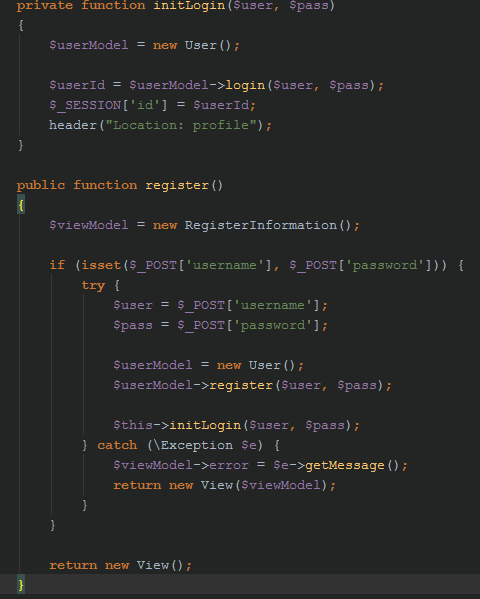 private function initLogin($user, $pass)
{
    $userModel = new User();

    $userId = $userModel->login($user, $pass);
    $_SESSION['id'] = $userId;
    header("Location: profile");
}

public function register()
{
    $viewModel = new RegisterInformation();

    if (isset($_POST['username'], $_POST['password'])) {
        try {
            $user = $_POST['username'];
            $pass = $_POST['password'];

            $userModel = new User();
            $userModel->register($user, $pass);

            $this->initLogin($user, $pass);
        } catch (\Exception $e) {
            $viewModel->error = $e->getMessage();
            return new View($viewModel);
        }
    }

    return new View();
}